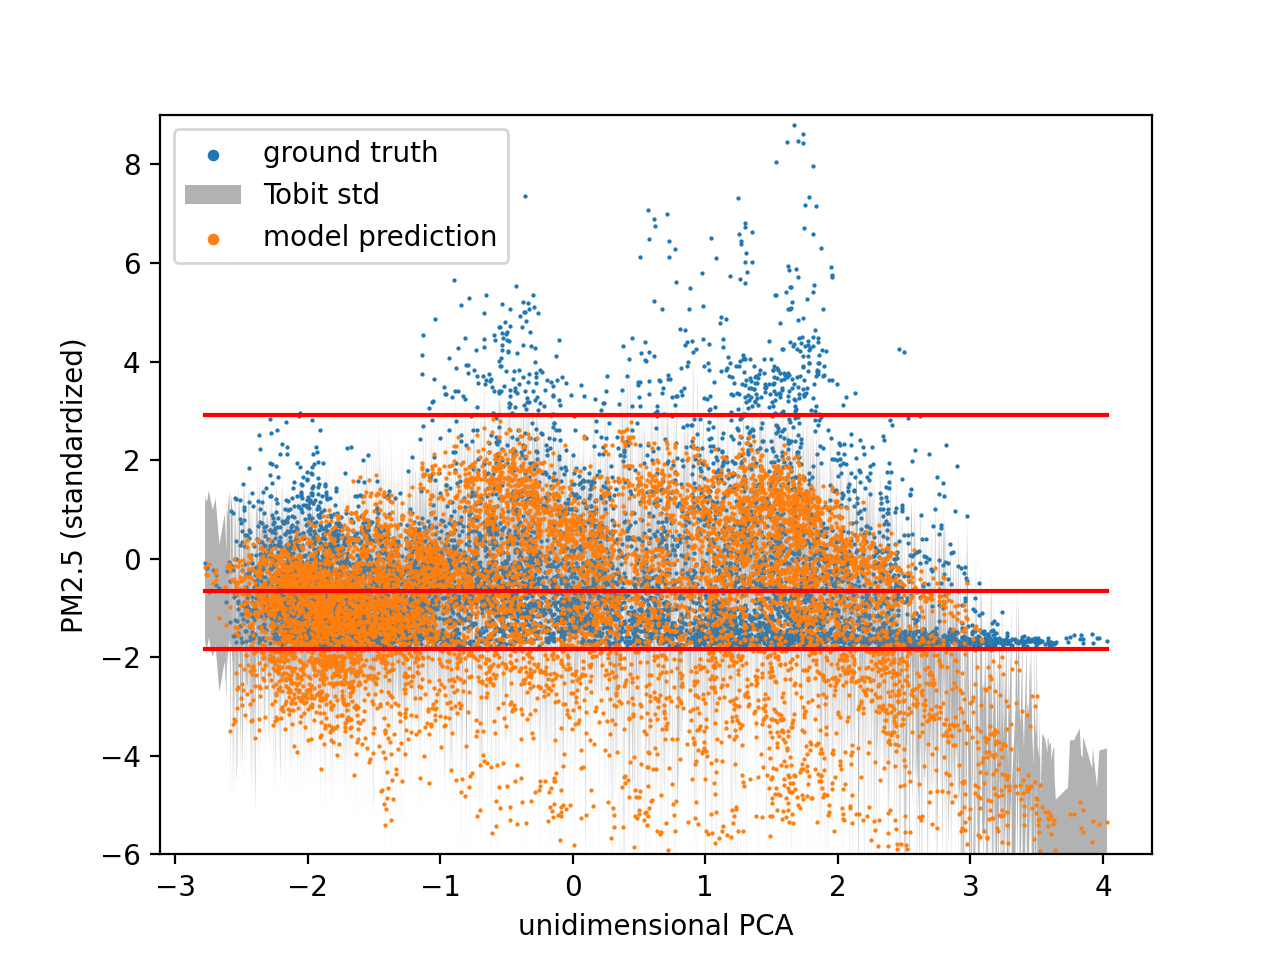 ground truth
Tobit std
model prediction
8
6
4
2
0
−2
−4
−6
PM2.5 (standardized)
−3 −2 −1 0 1 2 3 4
unidimensional PCA